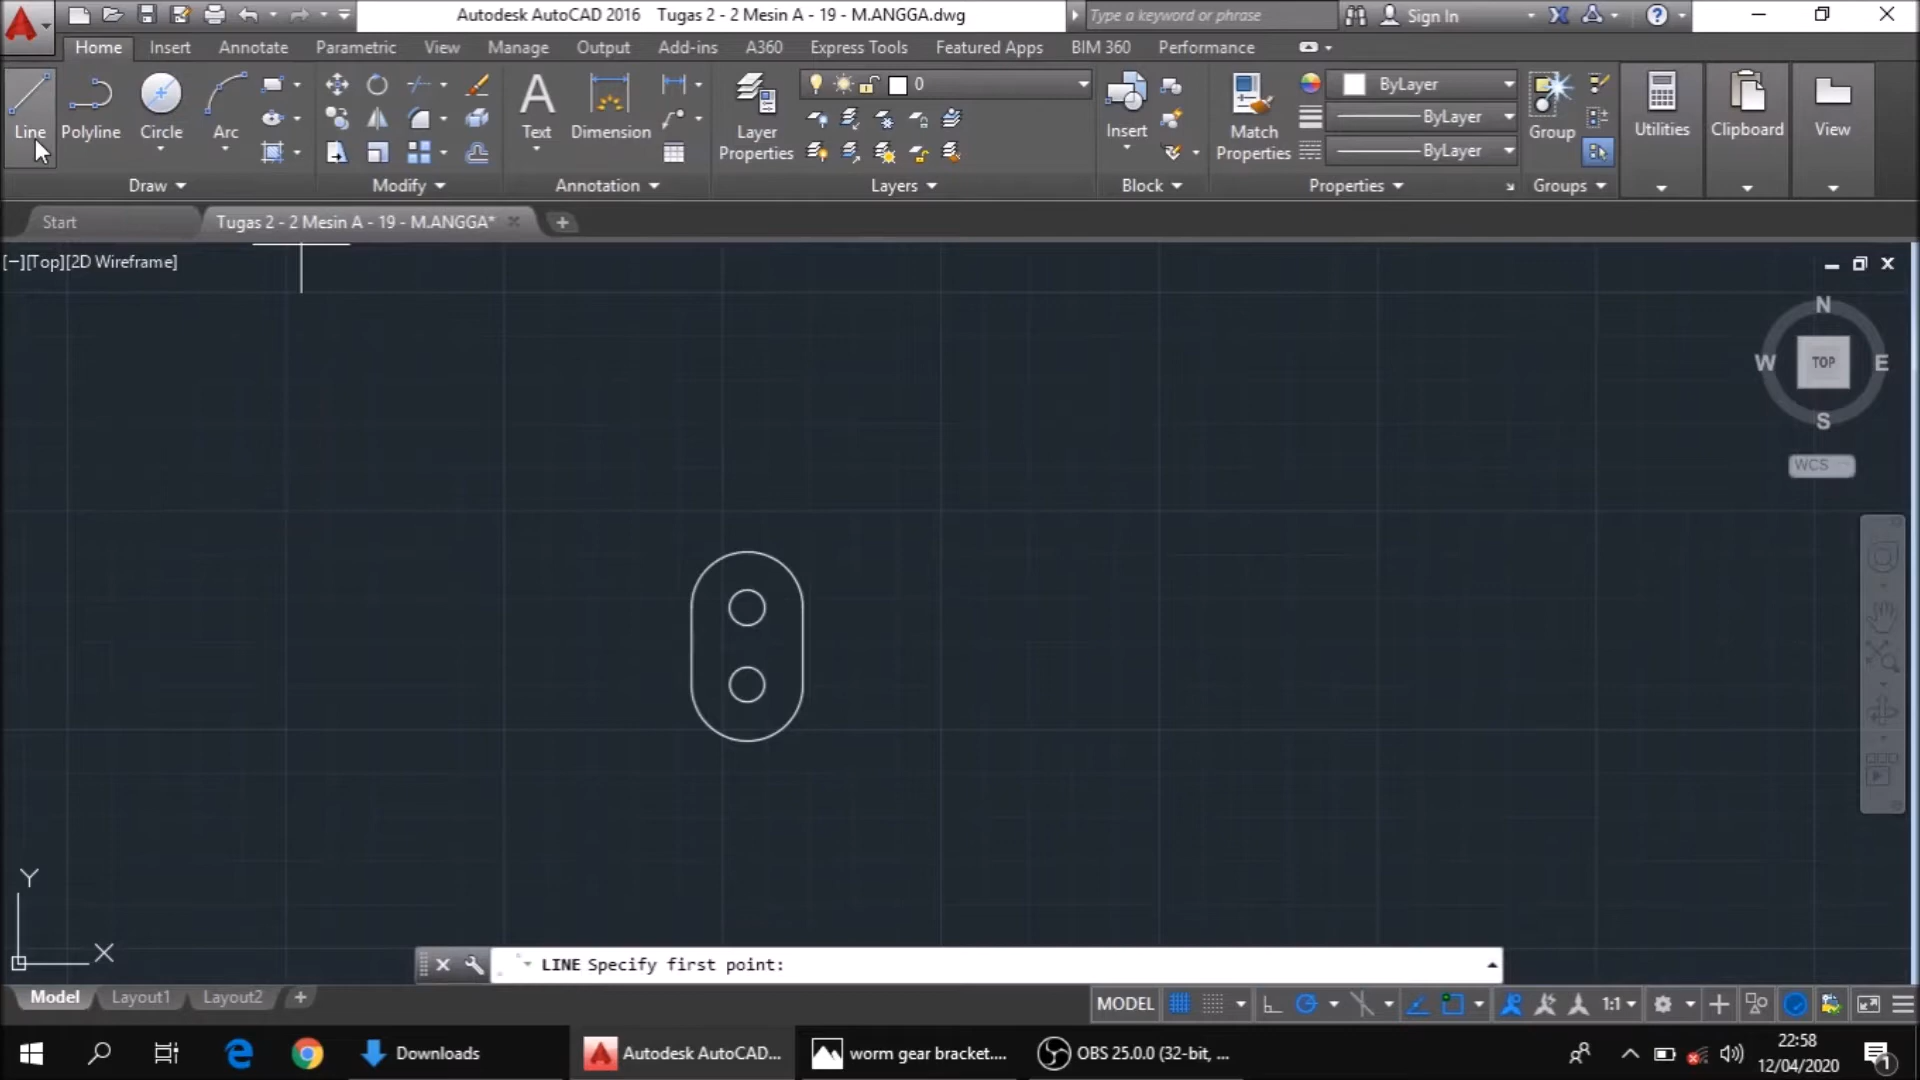 Autodesk AutoCAD 2016 Tugas 2 - 2 Mesin A - 19 - M.ANGGA.dwg
Type a keyword or phrase
Sign In
Home Insert Annotate Parametric View Manage Output Add-ins A360 Express Tools Featured Apps BIM 360 Performance
0
ByLayer
Line Polyline Circle Arc
Text Dimension
Layer Properties
Insert
Match Properties
ByLayer
ByLayer
Group
Utilities Clipboard View
Draw Modify Annotation Layers Block Properties Groups
Start Tugas 2 - 2 Mesin A - 19 - M.ANGGA*
[–][Top][2D Wireframe]
N
W TOP E
S
WCS
Y
X
LINE Specify first point:
Model Layout1 Layout2
MODEL 1:1
Downloads Autodesk AutoCAD... worm gear bracket.... OBS 25.0.0 (32-bit, ...
22:58
12/04/2020
1